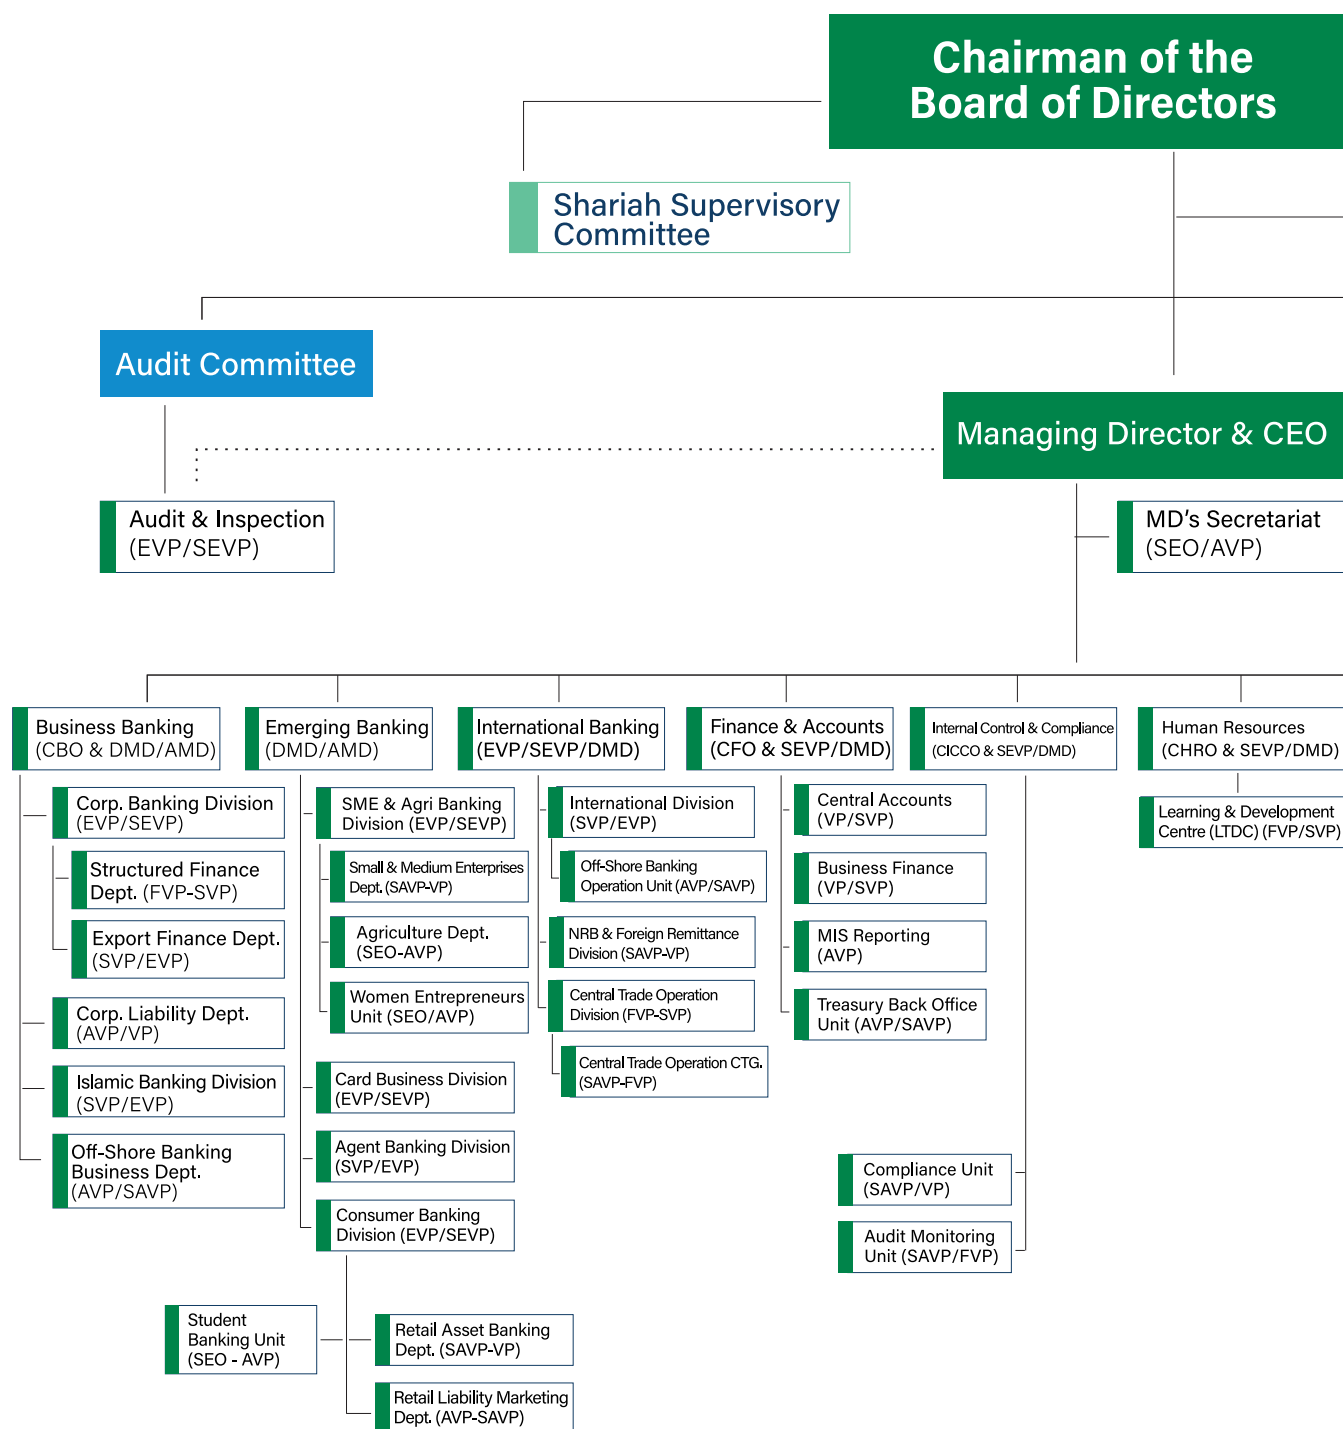 Chairman of the
Board of Directors
Shariah Supervisory
Committee
Audit Committee
Managing Director & CEO
Audit & Inspection
(EVP/SEVP)
MD's Secretariat
(SEO/AVP)
Business Banking
(CBO & DMD/AMD)
Emerging Banking
(DMD/AMD)
International Banking
(EVP/SEVP/DMD)
Finance & Accounts
(CFO & SEVP/DMD)
Internal Control & Compliance
(CICCO & SEVP/DMD)
Human Resources
(CHRO & SEVP/DMD)
Corp. Banking Division
(EVP/SEVP)
Structured Finance
Dept. (FVP-SVP)
Export Finance Dept.
(SVP/EVP)
Corp. Liability Dept.
(AVP/VP)
Islamic Banking Division
(SVP/EVP)
Off-Shore Banking
Business Dept.
(AVP/SAVP)
SME & Agri Banking
Division (EVP/SEVP)
Small & Medium Enterprises
Dept. (SAVP-VP)
Agriculture Dept.
(SEO-AVP)
Women Entrepreneurs
Unit (SEO/AVP)
Card Business Division
(EVP/SEVP)
Agent Banking Division
(SVP/EVP)
Consumer Banking
Division (EVP/SEVP)
Student
Banking Unit
(SEO - AVP)
Retail Asset Banking
Dept. (SAVP-VP)
Retail Liability Marketing
Dept. (AVP-SAVP)
International Division
(SVP/EVP)
Off-Shore Banking
Operation Unit (AVP/SAVP)
NRB & Foreign Remittance
Division (SAVP-VP)
Central Trade Operation
Division (FVP-SVP)
Central Trade Operation CTG.
(SAVP-FVP)
Central Accounts
(VP/SVP)
Business Finance
(VP/SVP)
MIS Reporting
(AVP)
Treasury Back Office
Unit (AVP/SAVP)
Compliance Unit
(SAVP/VP)
Audit Monitoring
Unit (SAVP/FVP)
Learning & Development
Centre (LTDC) (FVP/SVP)